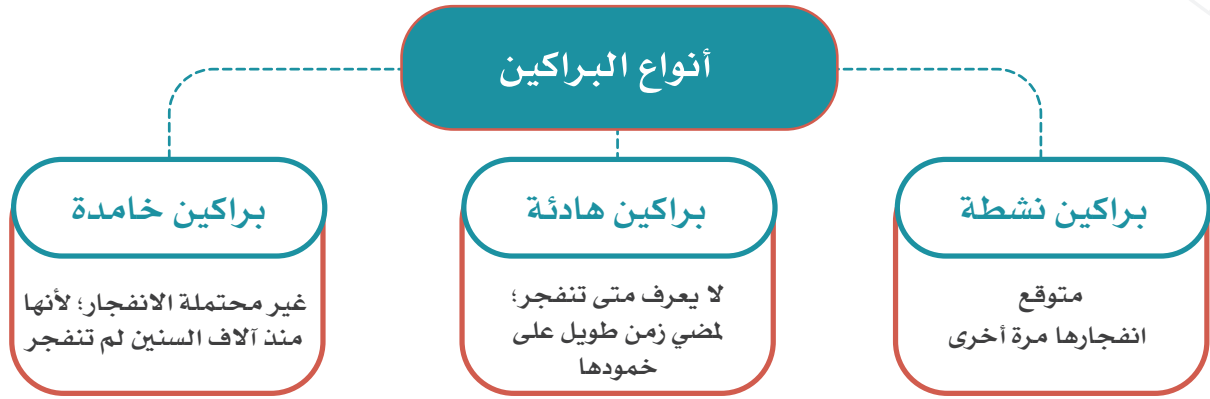 أنواع البراكين
براكين نشطة
متوقع
انفجارها مرة أخرى
براكين هادئة
لا يعرف متى تنفجر؛
لمضي زمن طويل على
خمودها
براكين خامدة
غير محتملة الانفجار؛ لأنها
منذ آلاف السنين لم تنفجر